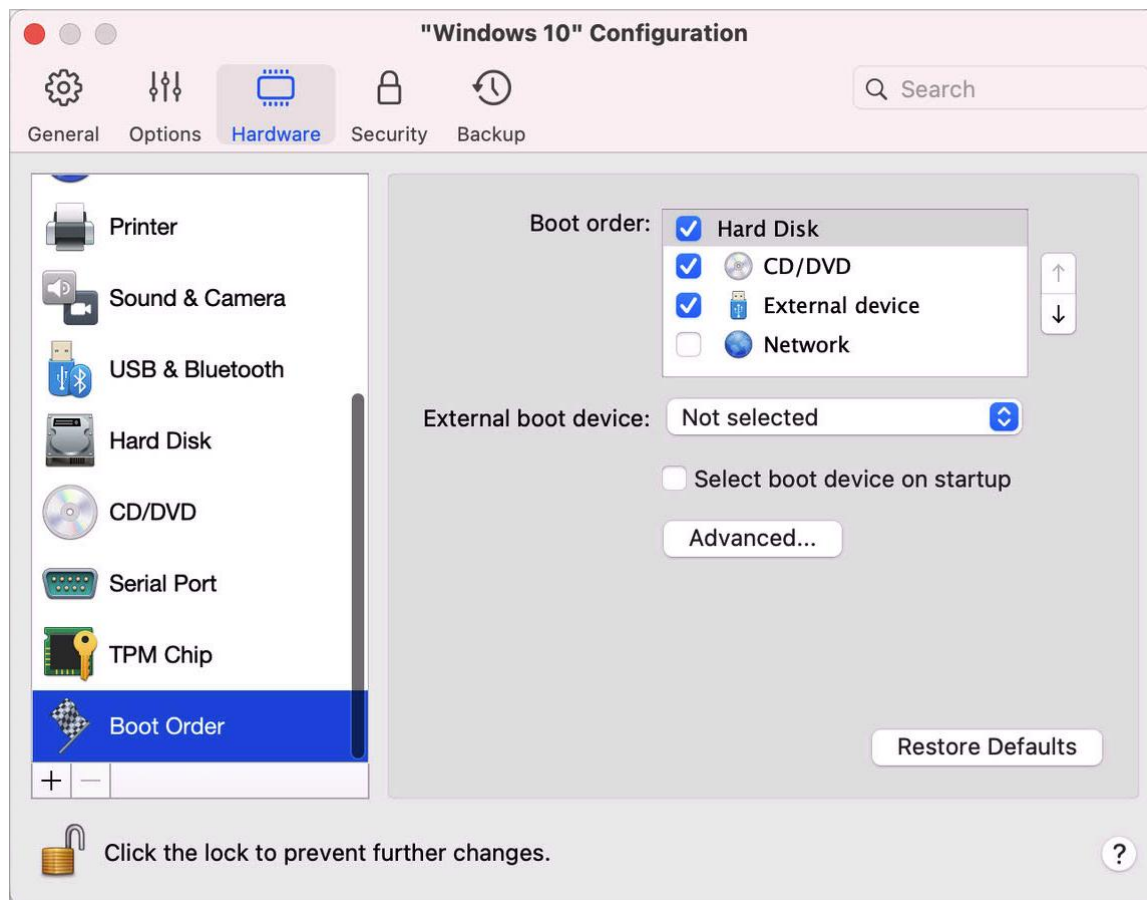 "Windows 10" Configuration
General Options Hardware Security Backup
Search
Printer
Sound & Camera
USB & Bluetooth
Hard Disk
CD/DVD
Serial Port
TPM Chip
Boot Order
Boot order:
Hard Disk
CD/DVD
External device
Network
External boot device: Not selected
Select boot device on startup
Advanced...
Restore Defaults
Click the lock to prevent further changes.
?